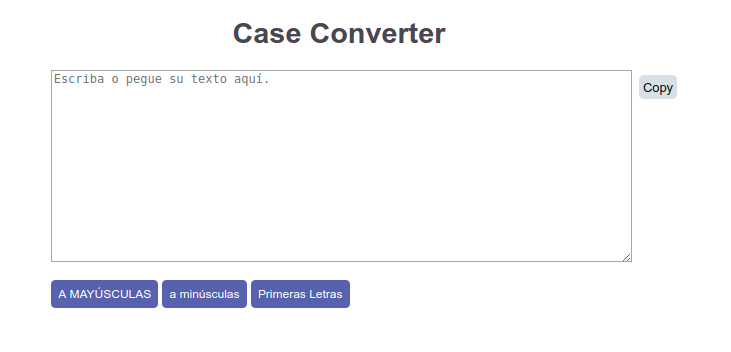 Case Converter
Escriba o pegue su texto aquí.
Copy
A MAYÚSCULAS a minúsculas Primeras Letras